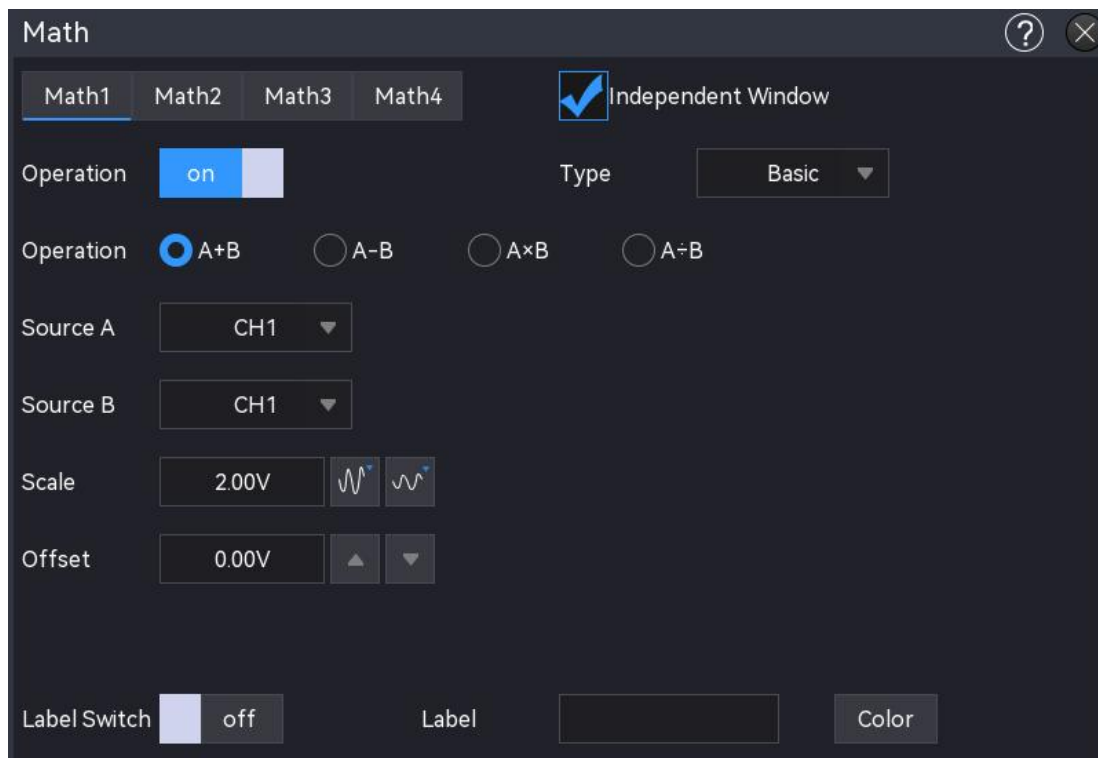 Math ?
Math1 Math2 Math3 Math4 Independent Window
Operation on Type Basic
Operation A+B A-B A×B A÷B
Source A CH1
Source B CH1
Scale 2.00V
Offset 0.00V
Label Switch off Label Color